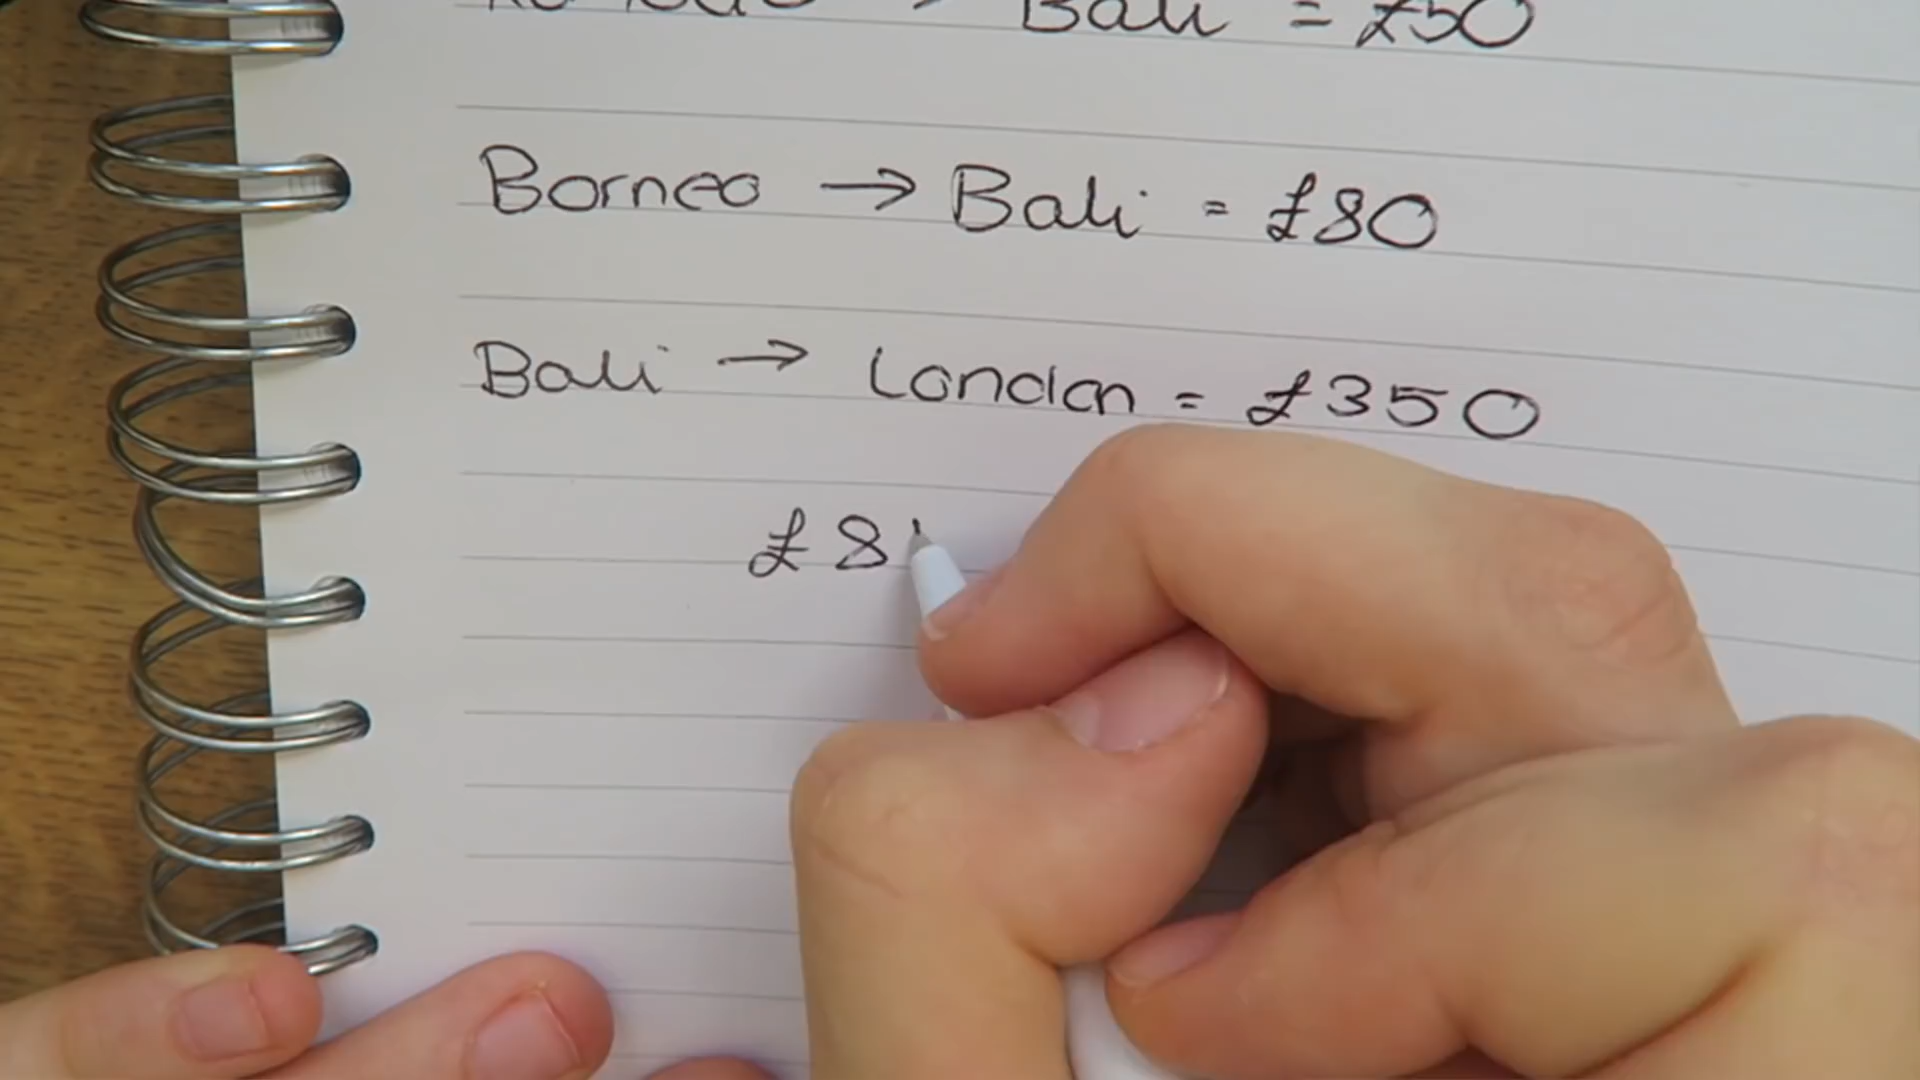 Bali = £50
Borneo → Bali = £80
Bali → London = £350
£8